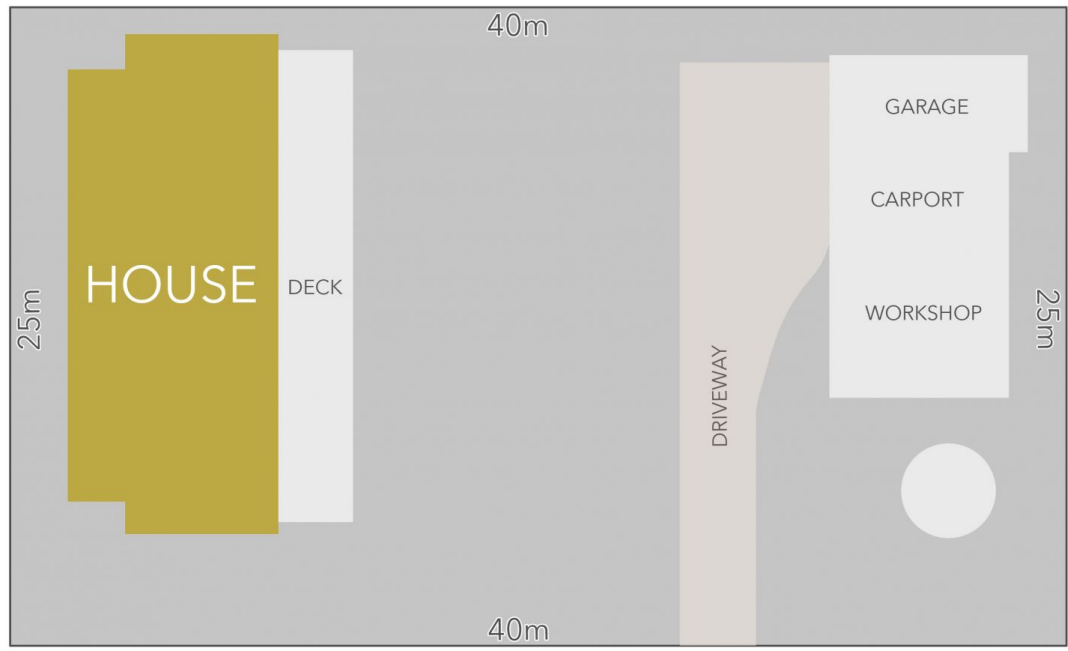 40m
GARAGE
CARPORT
HOUSE
DECK
25m
WORKSHOP
25m
DRIVEWAY
40m